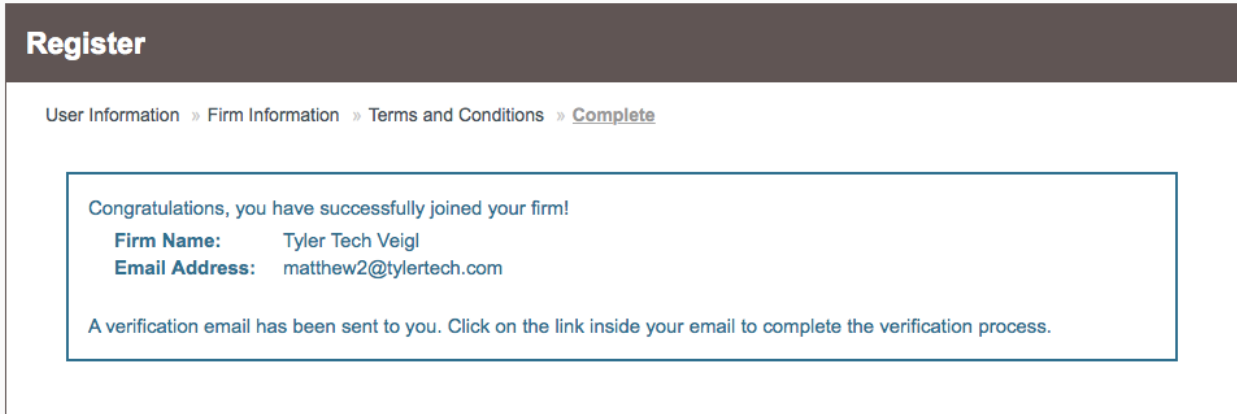 Register
User Information » Firm Information » Terms and Conditions » Complete
Congratulations, you have successfully joined your firm!
Firm Name: Tyler Tech Veigl
Email Address: matthew2@tylertech.com
A verification email has been sent to you. Click on the link inside your email to complete the verification process.